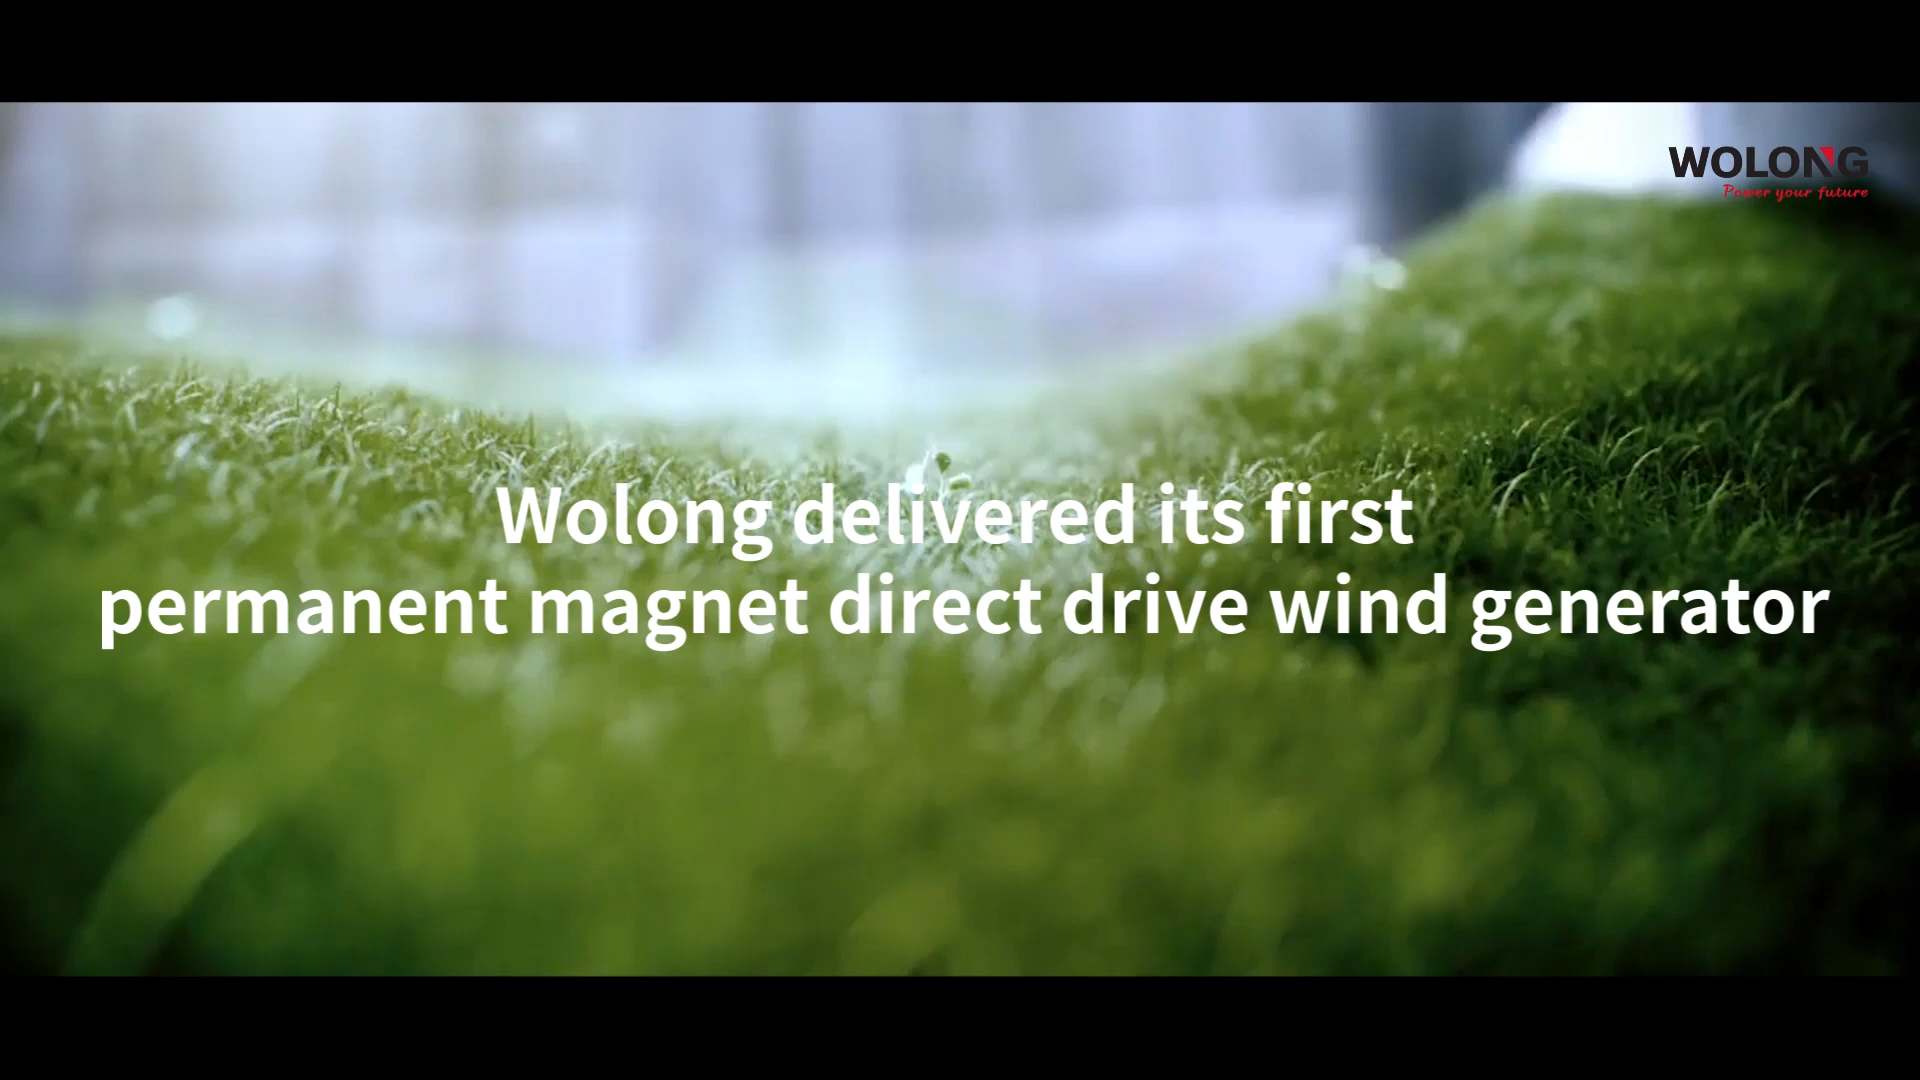 WOLONG
Power your future
Wolong delivered its first
permanent magnet direct drive wind generator